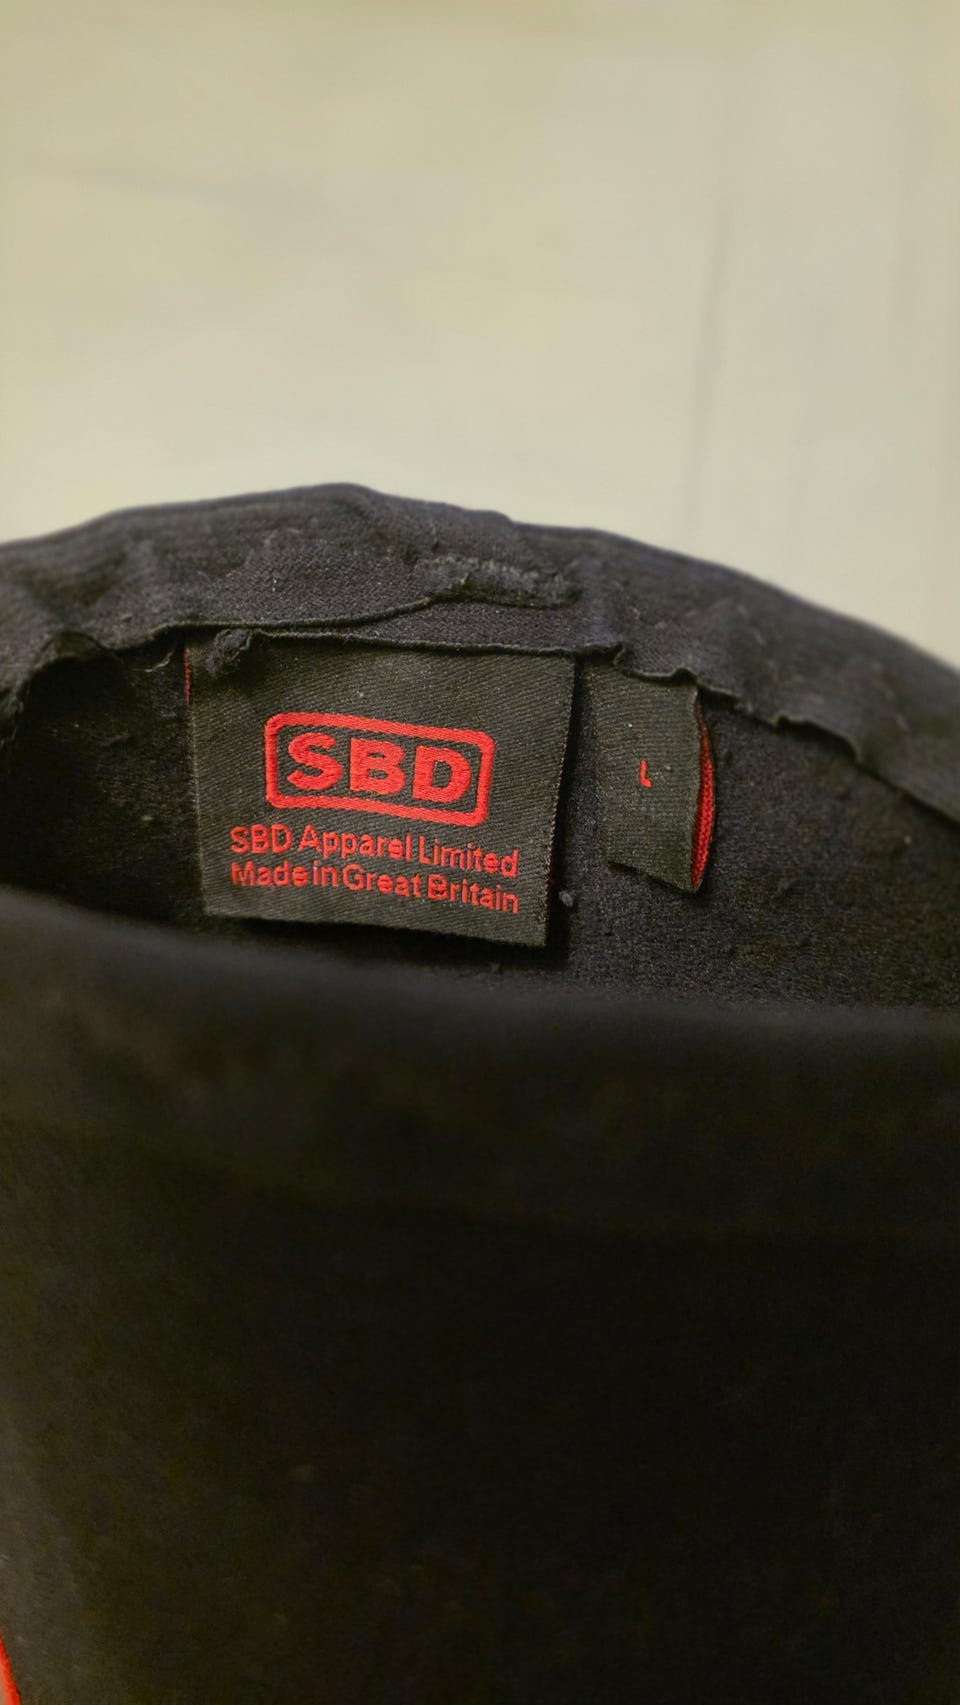 SBD
SBD Apparel Limited
Made in Great Britain
L